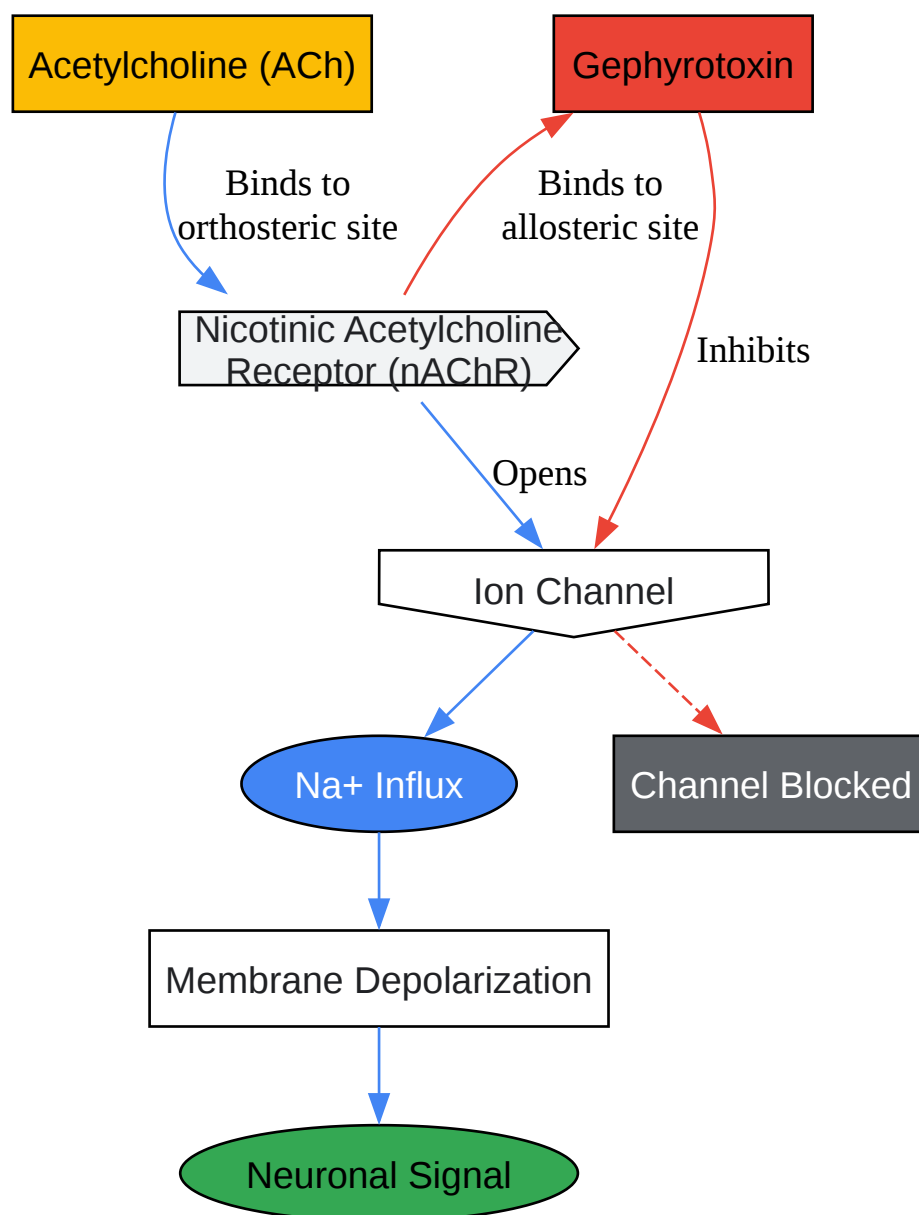 Acetylcholine (ACh)
Gephyrotoxin
Binds to
orthosteric site
Binds to
allosteric site
Nicotinic Acetylcholine
Receptor (nAChR)
Inhibits
Opens
Ion Channel
Na+ Influx
Channel Blocked
Membrane Depolarization
Neuronal Signal